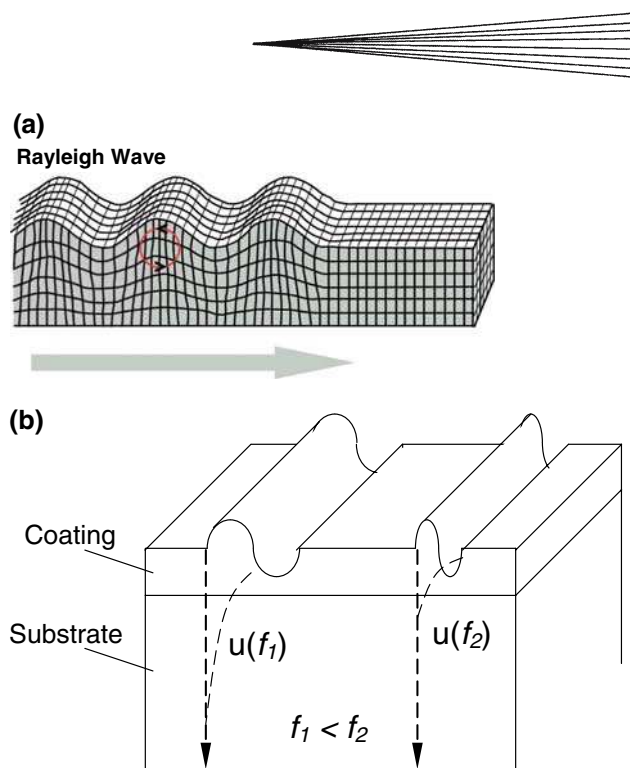 (a)
Rayleigh Wave
(b)
Coating
Substrate
u(f₁)
u(f₂)
f₁ < f₂